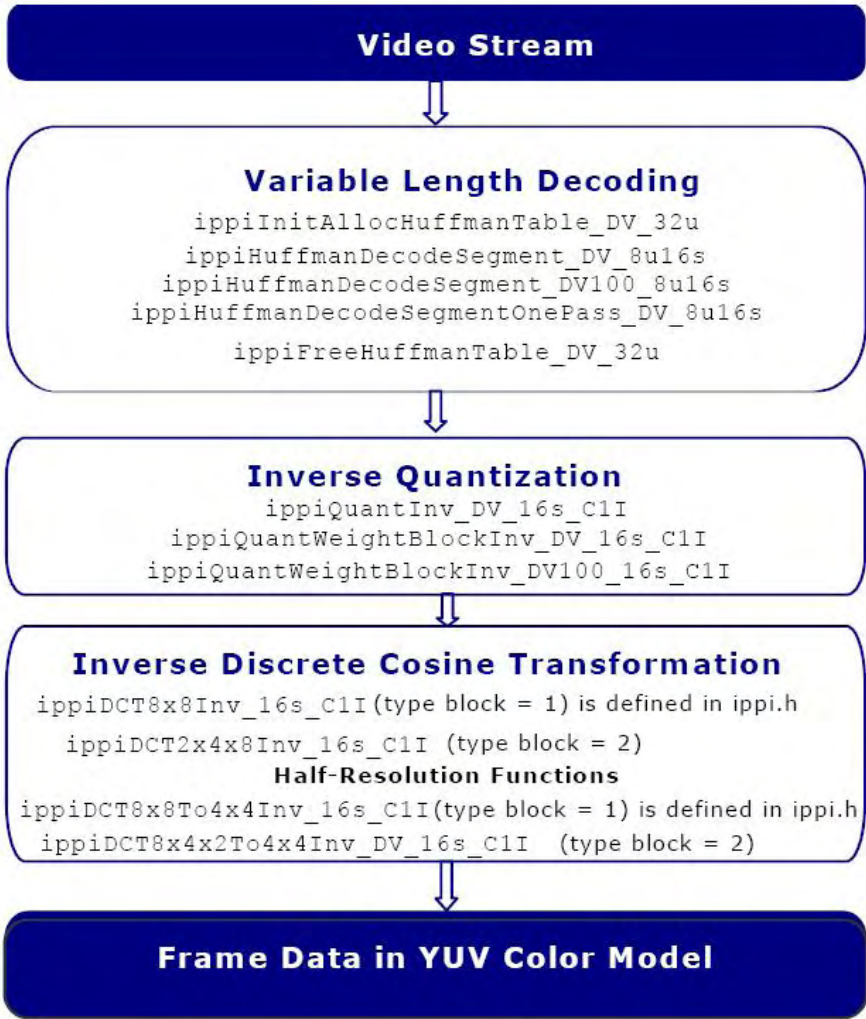 Video Stream
Variable Length Decoding
ippiInitAllocHuffmanTable_DV_32u
ippiHuffmanDecodeSegment_DV_8u16s
ippiHuffmanDecodeSegment_DV100_8u16s
ippiHuffmanDecodeSegmentOnePass_DV_8u16s
ippiFreeHuffmanTable_DV_32u
Inverse Quantization
ippiQuantInv_DV_16s_C1I
ippiQuantWeightBlockInv_DV_16s_C1I
ippiQuantWeightBlockInv_DV100_16s_C1I
Inverse Discrete Cosine Transformation
ippiDCT8x8Inv_16s_C1I (type block = 1) is defined in ippi.h
ippiDCT2x4x8Inv_16s_C1I (type block = 2)
Half-Resolution Functions
ippiDCT8x8To4x4Inv_16s_C1I (type block = 1) is defined in ippi.h
ippiDCT8x4x2To4x4Inv_DV_16s_C1I (type block = 2)
Frame Data in YUV Color Model